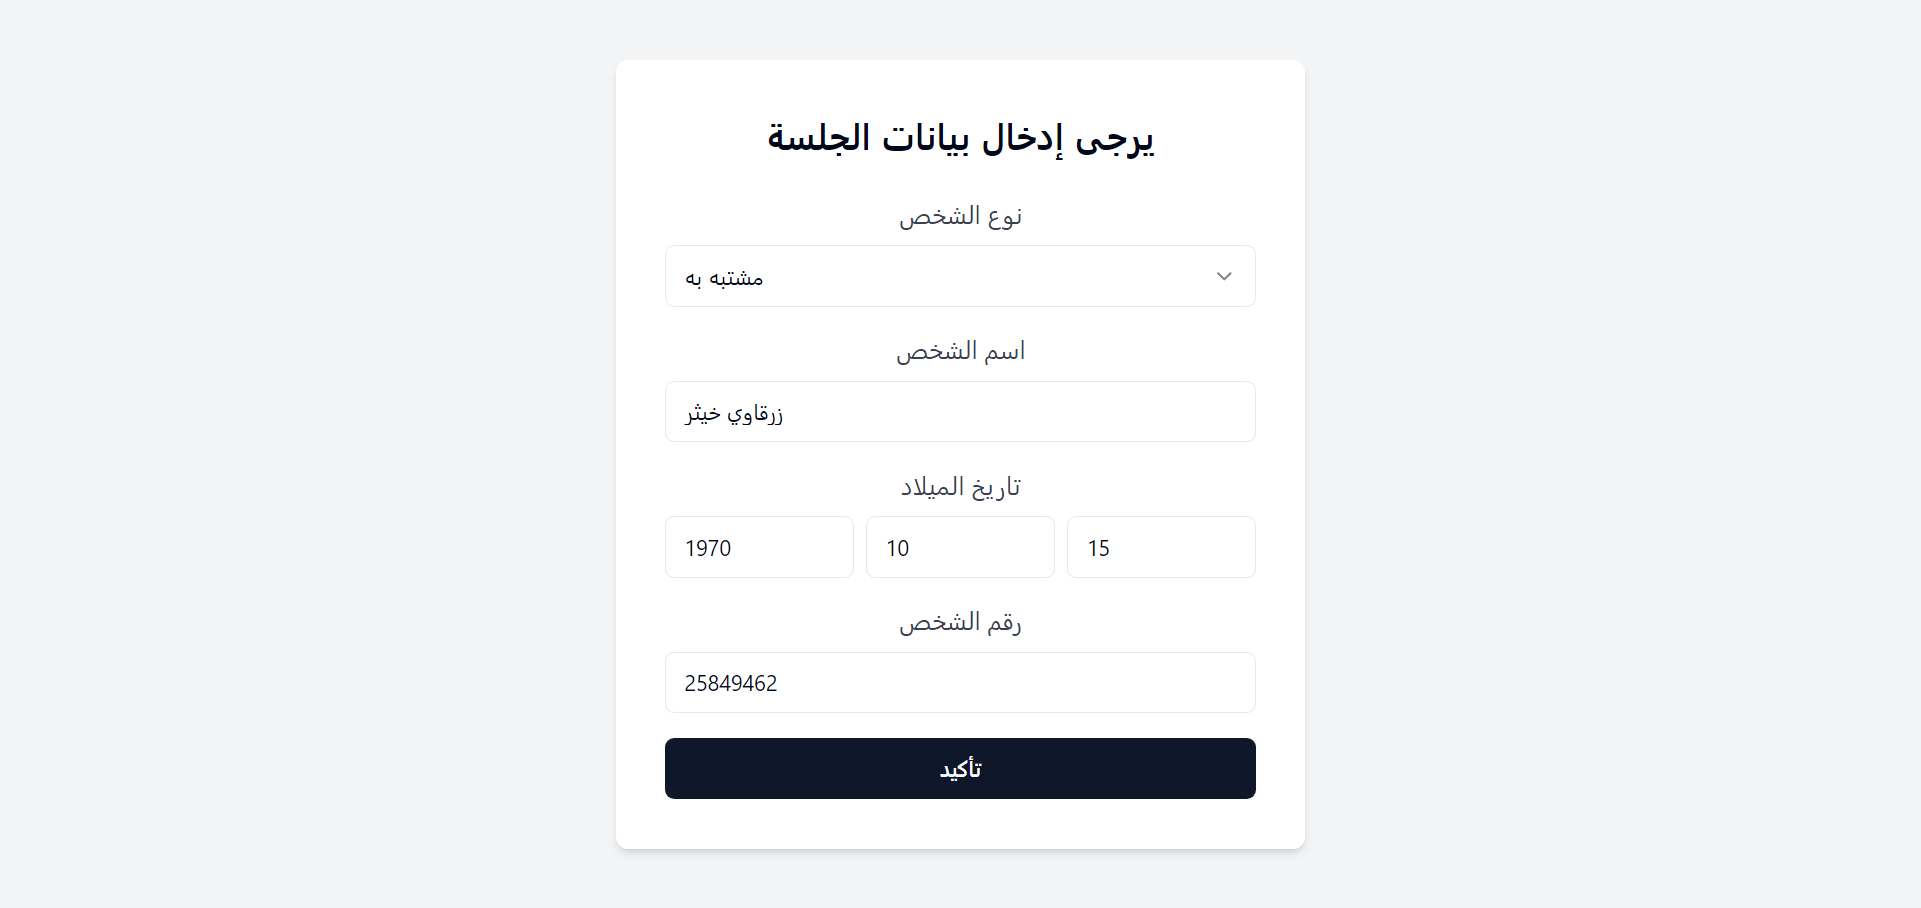 يرجى إدخال بيانات الجلسة
نوع الشخص
مشتبه به
اسم الشخص
زرقاوي خيثر
تاريخ الميلاد
15 10 1970
رقم الشخص
25849462
تأكيد